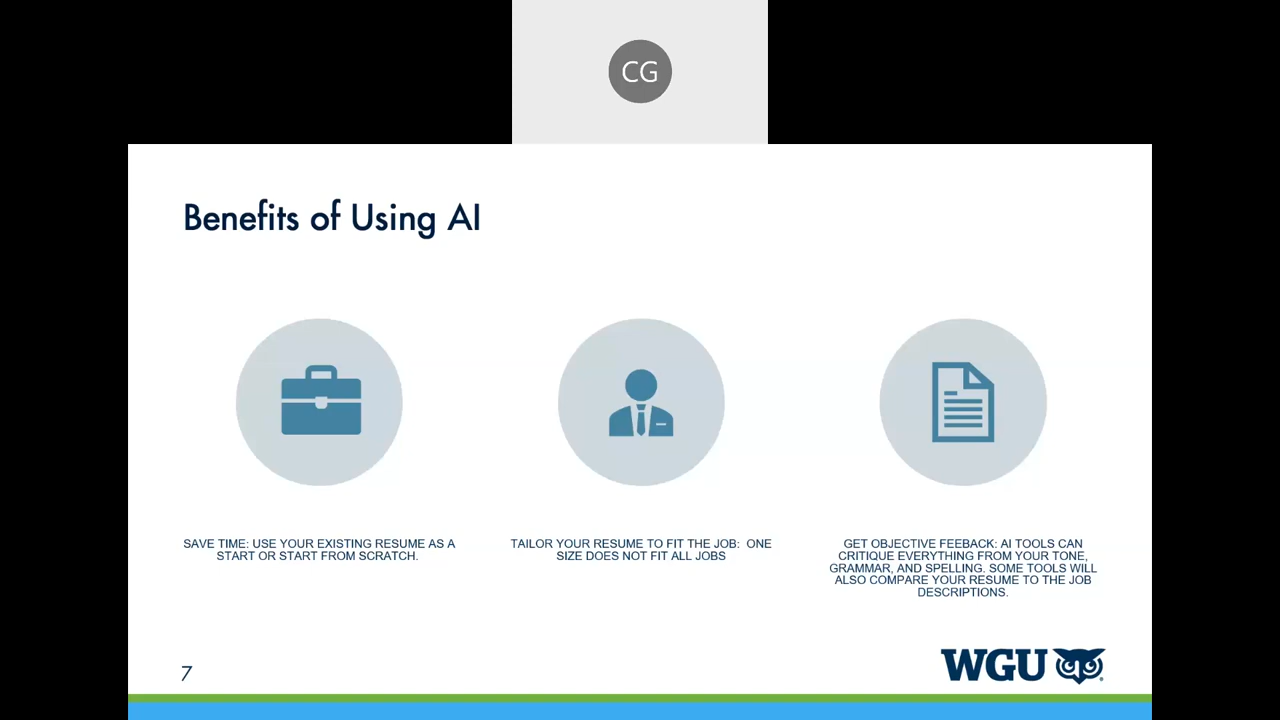 CG
Benefits of Using AI
SAVE TIME: USE YOUR EXISTING RESUME AS A
START OR START FROM SCRATCH.
TAILOR YOUR RESUME TO FIT THE JOB:  ONE
SIZE DOES NOT FIT ALL JOBS
GET OBJECTIVE FEEBACK: AI TOOLS CAN
CRITIQUE EVERYTHING FROM YOUR TONE,
GRAMMAR, AND SPELLING. SOME TOOLS WILL
ALSO COMPARE YOUR RESUME TO THE JOB
DESCRIPTIONS.
7
WGU